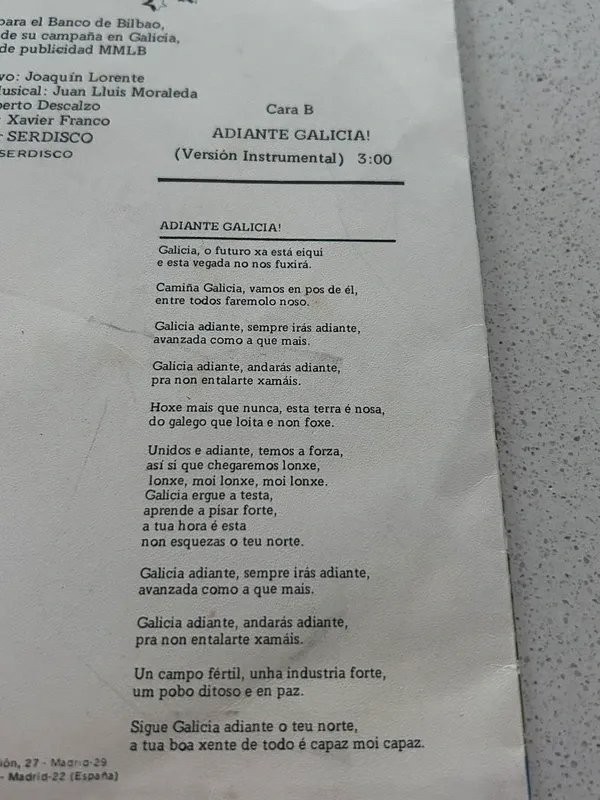 para el Banco de Bilbao,
de su campaña en Galicia,
de publicidad MMLB
vo: Joaquín Lorente
Musical: Juan Lluis Moraleda
berto Descalzo
: Xavier Franco
SERDISCO
SERDISCO
Cara B
ADIANTE GALICIA!
(Versión Instrumental) 3:00
ADIANTE GALICIA!
Galicia, o futuro xa está eiqui
e esta vegada no nos fuxirá.
Camiña Galicia, vamos en pos de él,
entre todos faremolo noso.
Galicia adiante, sempre irás adiante,
avanzada como a que mais.
Galicia adiante, andarás adiante,
pra non entalarte xamáis.
Hoxe mais que nunca, esta terra é nosa,
do galego que loita e non foxe.
Unidos e adiante, temos a forza,
así si que chegaremos lonxe,
lonxe, moi lonxe, moi lonxe.
Galicia ergue a testa,
aprende a pisar forte,
a tua hora é esta
non esquezas o teu norte.
Galicia adiante, sempre irás adiante,
avanzada como a que mais.
Galicia adiante, andarás adiante,
pra non entalarte xamáis.
Un campo fértil, unha industria forte,
um pobo ditoso e en paz.
Sigue Galicia adiante o teu norte,
a tua boa xente de todo é capaz moi capaz.
ión, 27 - Madrid-29
- Madrid-22 (España)